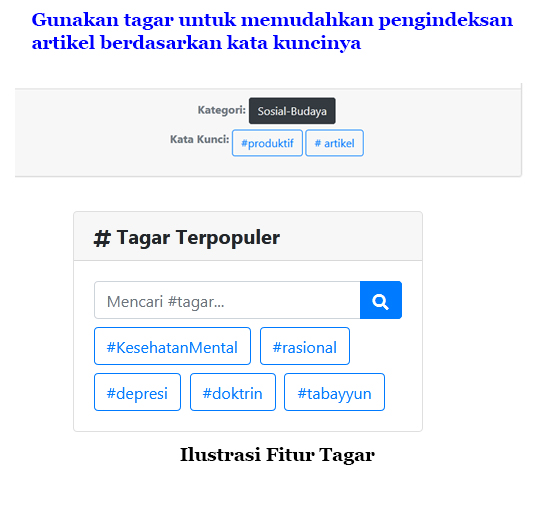 Gunakan tagar untuk memudahkan pengindeksan
artikel berdasarkan kata kuncinya
Kategori: Sosial-Budaya
Kata Kunci: #produktif # artikel
# Tagar Terpopuler
Mencari #tagar...
#KesehatanMental #rasional
#depresi #doktrin #tabayyun
Ilustrasi Fitur Tagar